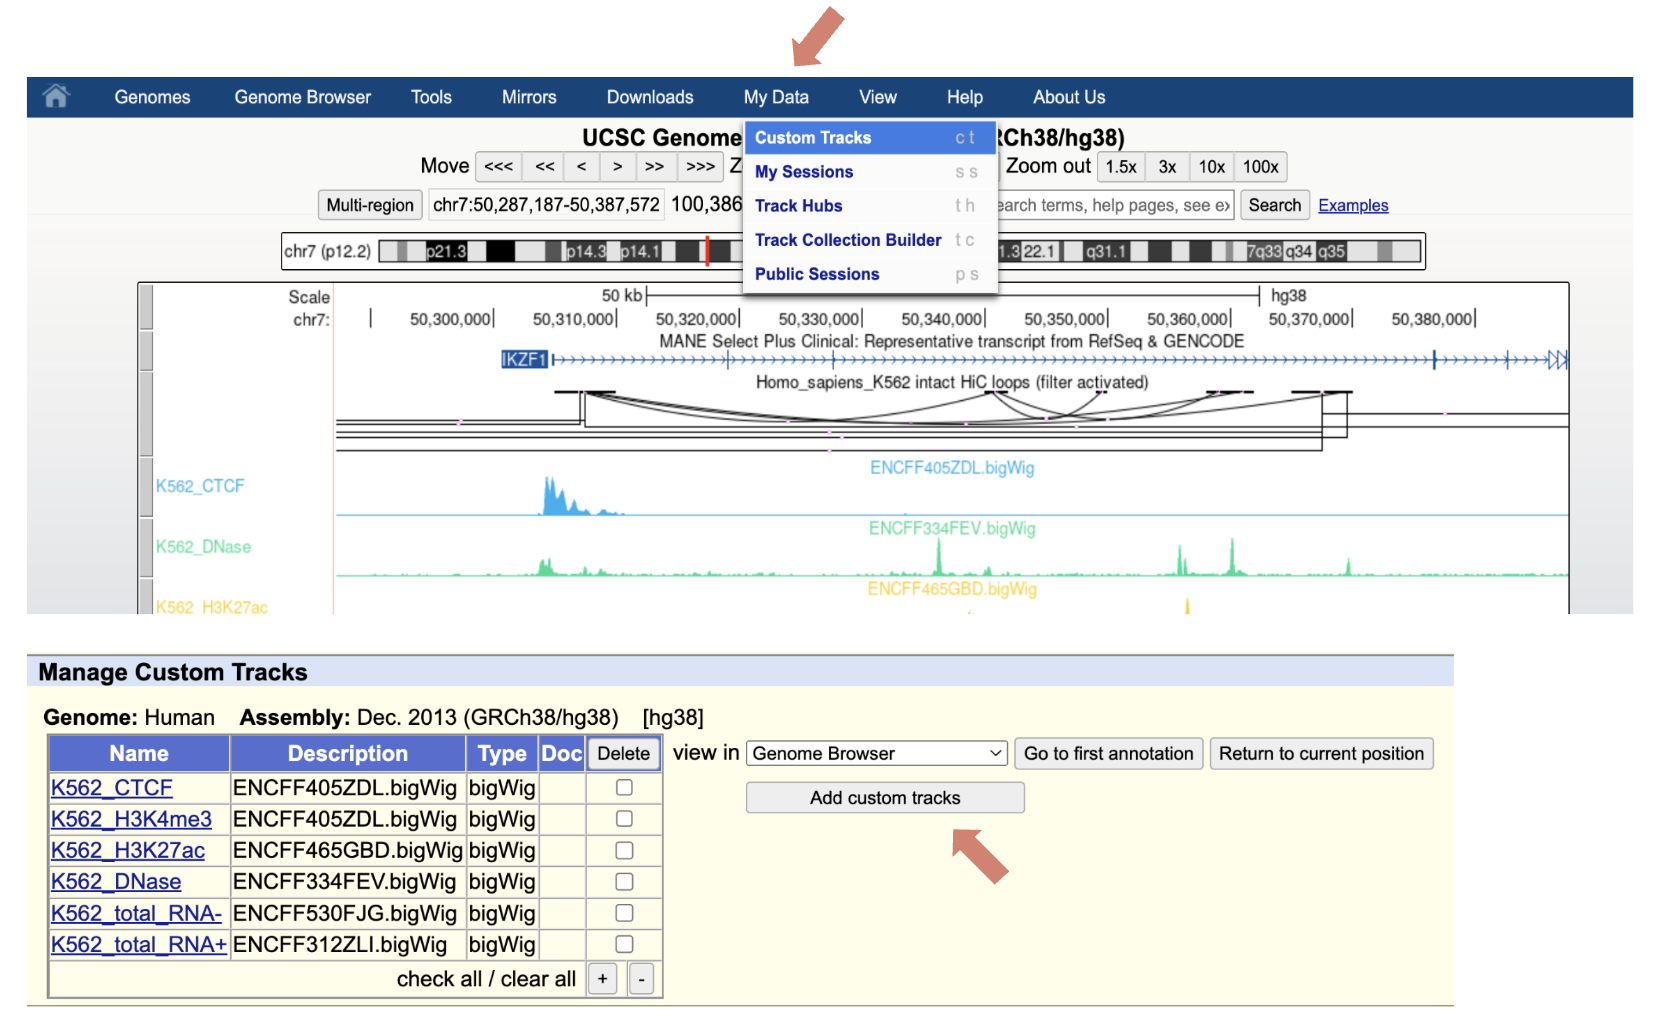 Genomes Genome Browser Tools Mirrors Downloads My Data View Help About Us
UCSC Genome RCh38/hg38)
Custom Tracks c t
Move <<< << < > >> >>> Z Zoom out 1.5x 3x 10x 100x
My Sessions s s
Multi-region chr7:50,287,187-50,387,572 100,386 earch terms, help pages, see e Search Examples
Track Hubs t h
Track Collection Builder t c
chr7 (p12.2) p21.3 p14.3 p14.1 1.3 22.1 q31.1 7q33 q34 q35
Public Sessions p s
Scale 50 kb hg38
chr7: 50,300,000 50,310,000 50,320,000 50,330,000 50,340,000 50,350,000 50,360,000 50,370,000 50,380,000
MANE Select Plus Clinical: Representative transcript from RefSeq & GENCODE
IKZF1
Homo_sapiens_K562 intact HiC loops (filter activated)
ENCFF405ZDL.bigWig
K562_CTCF
ENCFF334FEV.bigWig
K562_DNase
ENCFF465GBD.bigWig
K562_H3K27ac
Manage Custom Tracks
Genome: Human Assembly: Dec. 2013 (GRCh38/hg38) [hg38]
Name Description Type Doc Delete view in Genome Browser Go to first annotation Return to current position
K562_CTCF ENCFF405ZDL.bigWig bigWig Add custom tracks
K562_H3K4me3 ENCFF405ZDL.bigWig bigWig
K562_H3K27ac ENCFF465GBD.bigWig bigWig
K562_DNase ENCFF334FEV.bigWig bigWig
K562_total_RNA- ENCFF530FJG.bigWig bigWig
K562_total_RNA+ ENCFF312ZLI.bigWig bigWig
check all / clear all + -